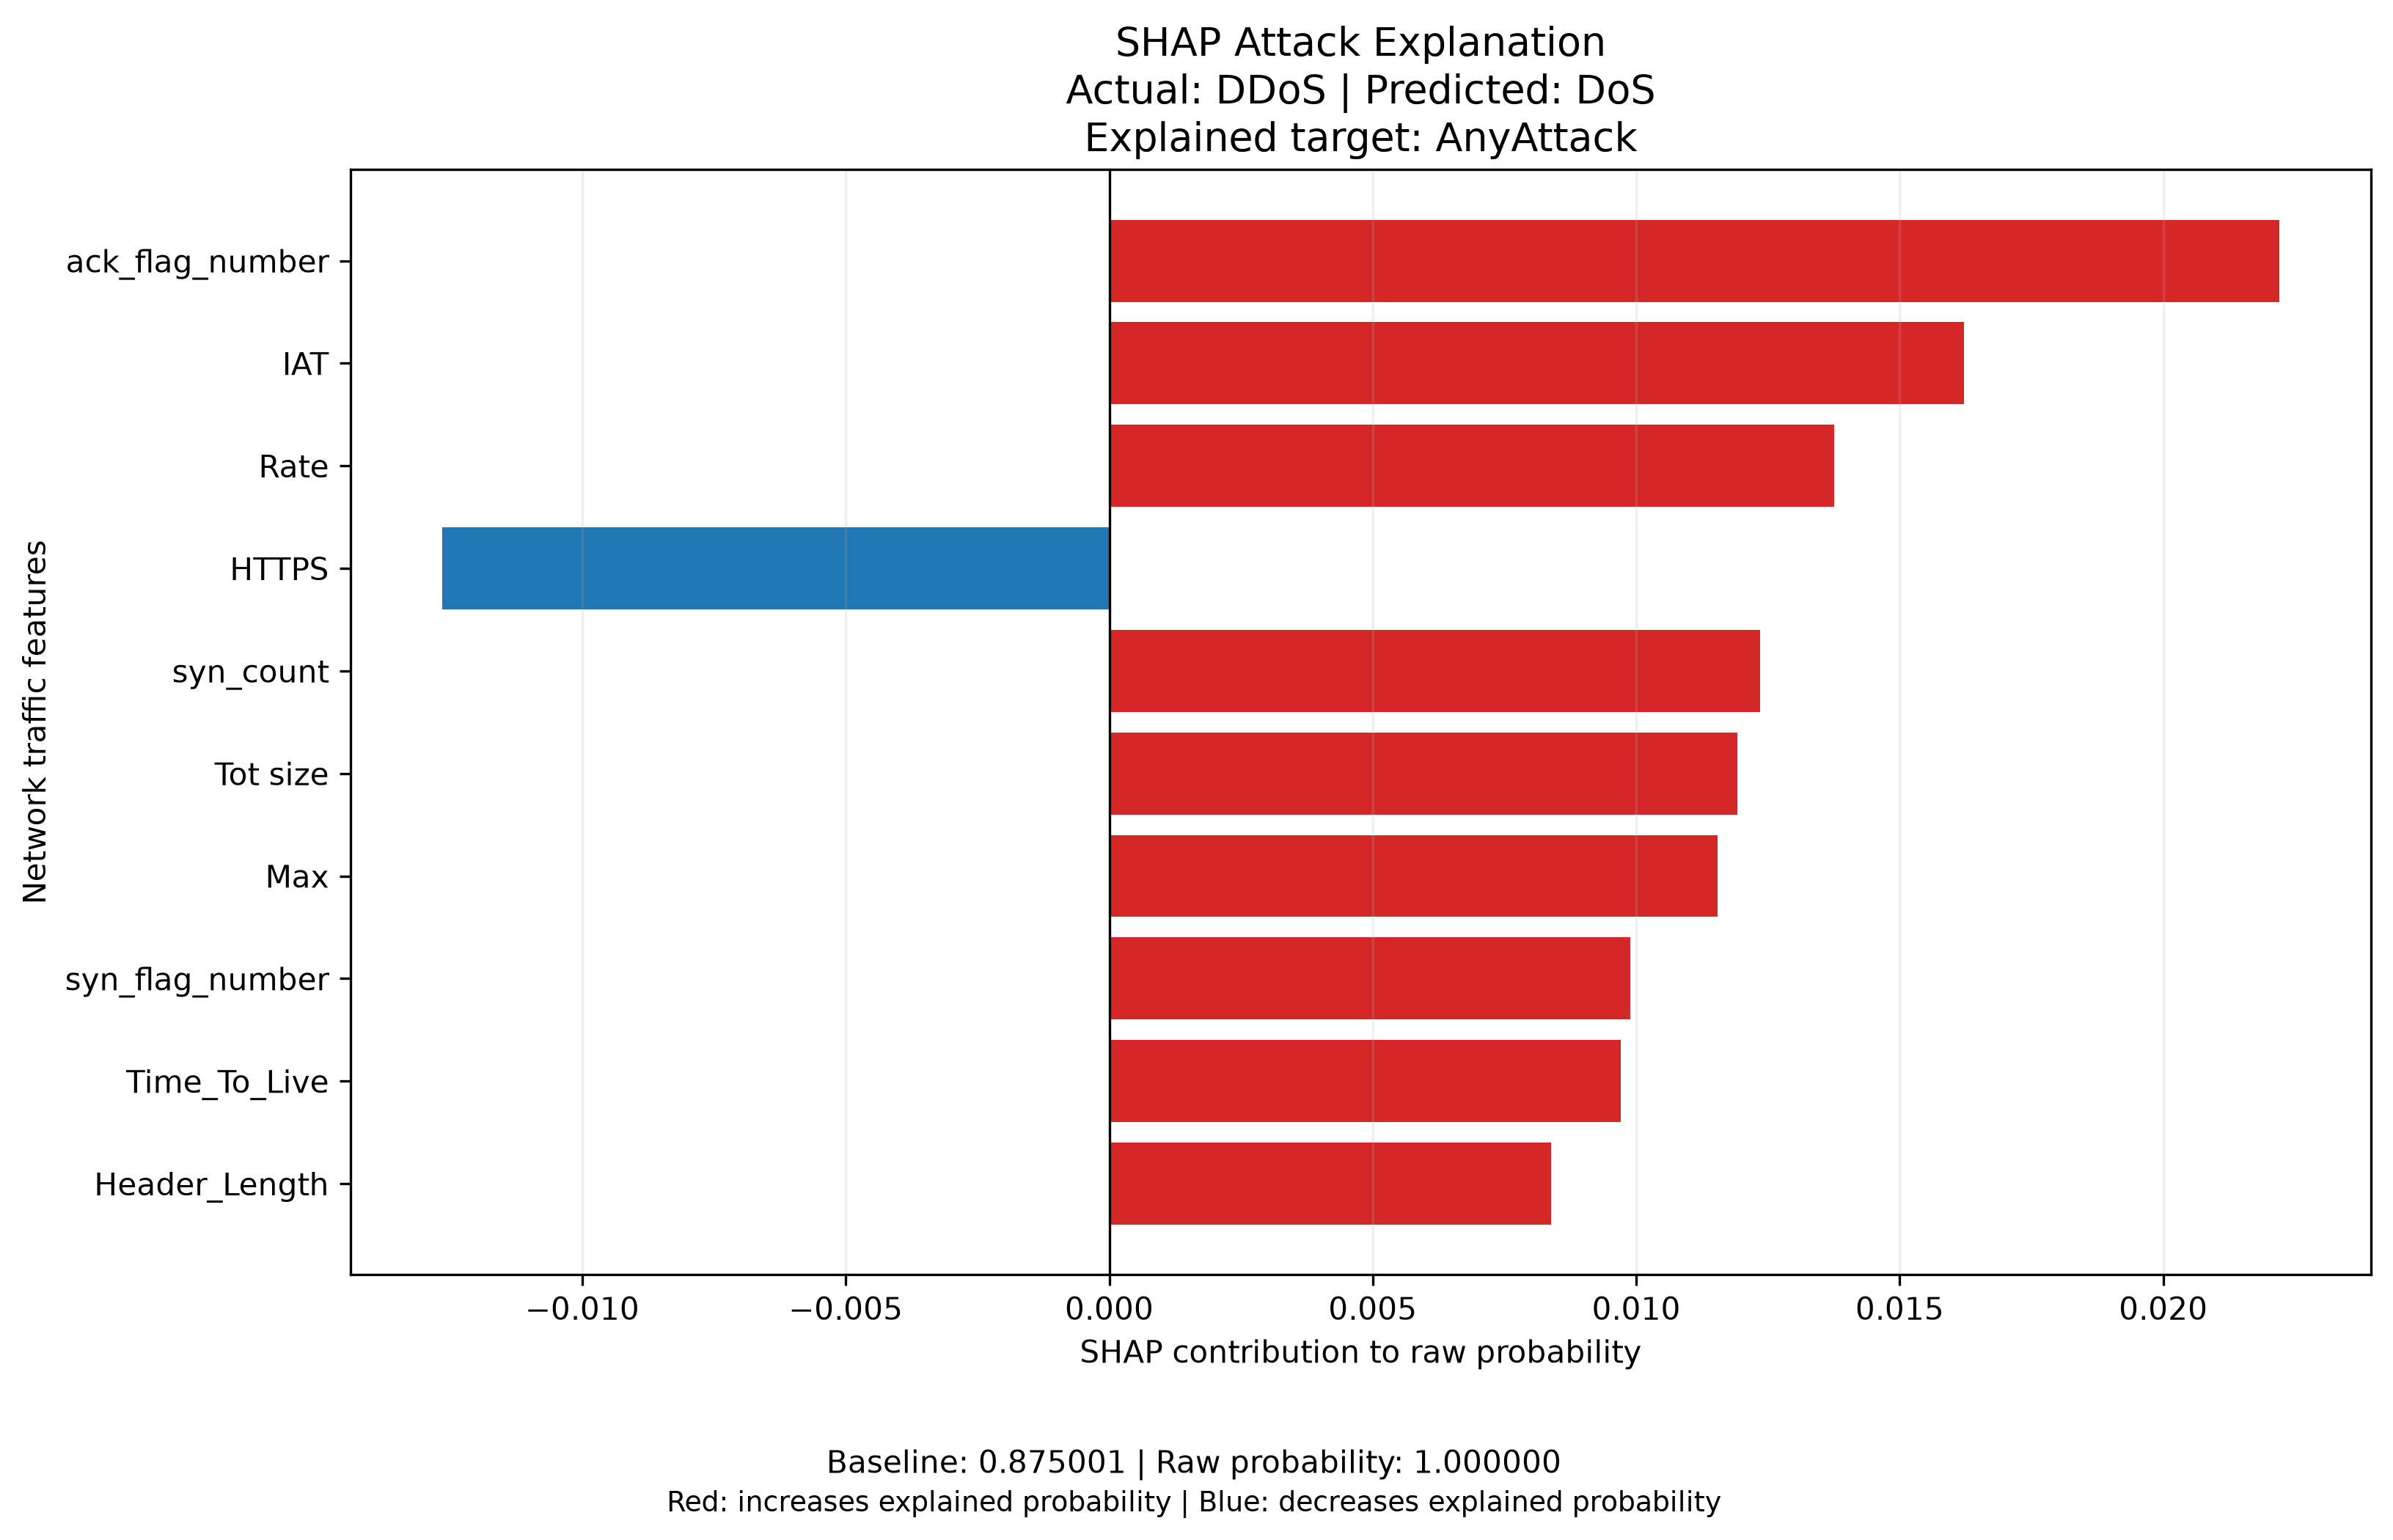 SHAP Attack Explanation
Actual: DDoS | Predicted: DoS
Explained target: AnyAttack
Network traffic features
ack_flag_number
IAT
Rate
HTTPS
syn_count
Tot size
Max
syn_flag_number
Time_To_Live
Header_Length
−0.010 −0.005 0.000 0.005 0.010 0.015 0.020
SHAP contribution to raw probability
Baseline: 0.875001 | Raw probability: 1.000000
Red: increases explained probability | Blue: decreases explained probability